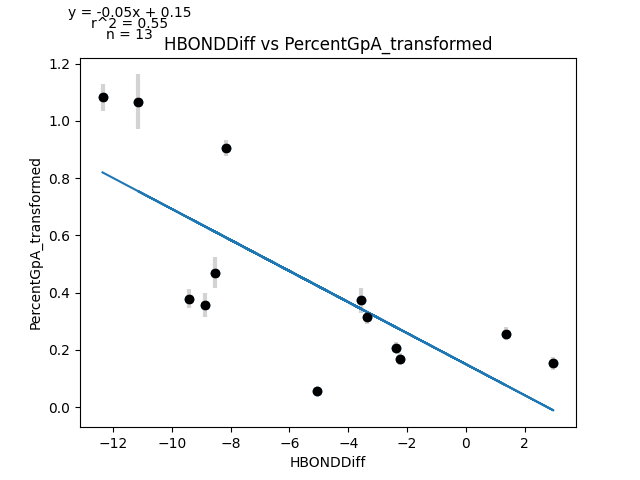 y = -0.05x + 0.15
r^2 = 0.55
n = 13
HBONDDiff vs PercentGpA_transformed
PercentGpA_transformed
1.2
1.0
0.8
0.6
0.4
0.2
0.0
−12 −10 −8 −6 −4 −2 0 2
HBONDDiff